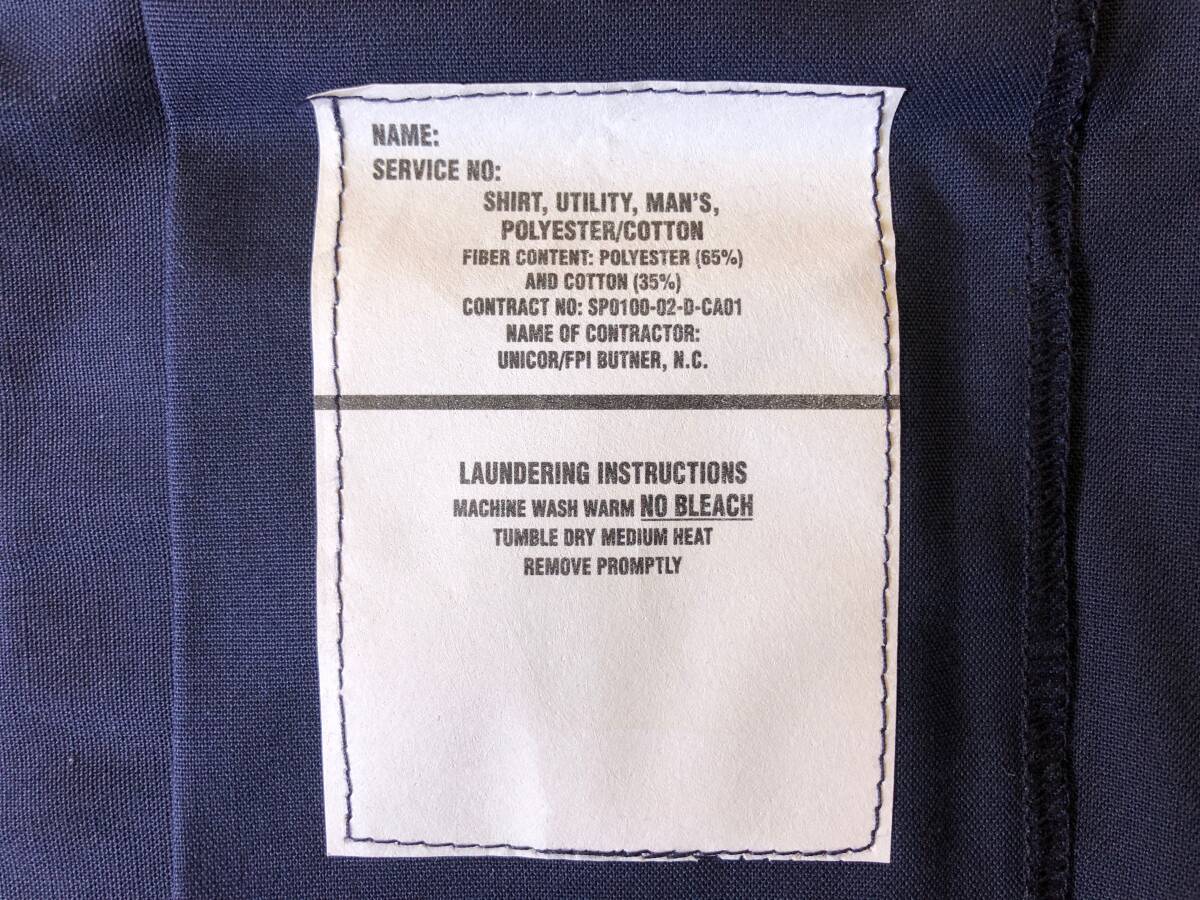 NAME:
SERVICE NO:
SHIRT, UTILITY, MAN'S,
POLYESTER/COTTON
FIBER CONTENT: POLYESTER (65%)
AND COTTON (35%)
CONTRACT NO: SP0100-02-D-CA01
NAME OF CONTRACTOR:
UNICOR/FPI BUTNER, N.C.
LAUNDERING INSTRUCTIONS
MACHINE WASH WARM NO BLEACH
TUMBLE DRY MEDIUM HEAT
REMOVE PROMPTLY